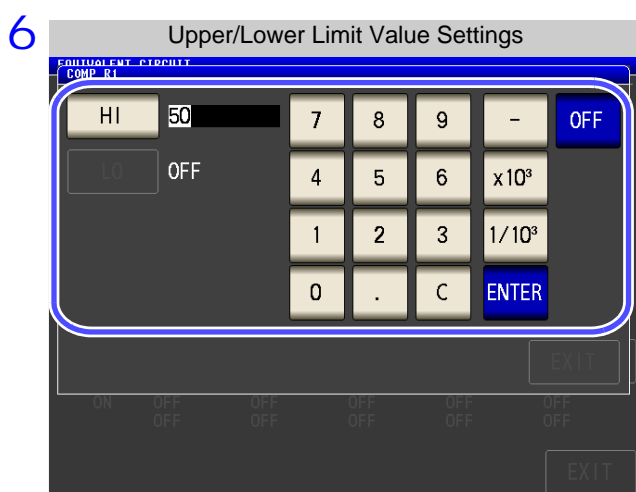 6
Upper/Lower Limit Value Settings
EQUIVALENT CIRCUIT
COMP R1
HI 50 7 8 9 - OFF
LO OFF 4 5 6 x10³
1 2 3 1/10³
0 . C ENTER
EXIT
ON OFF OFF OFF OFF OFF
OFF OFF OFF OFF OFF
EXIT